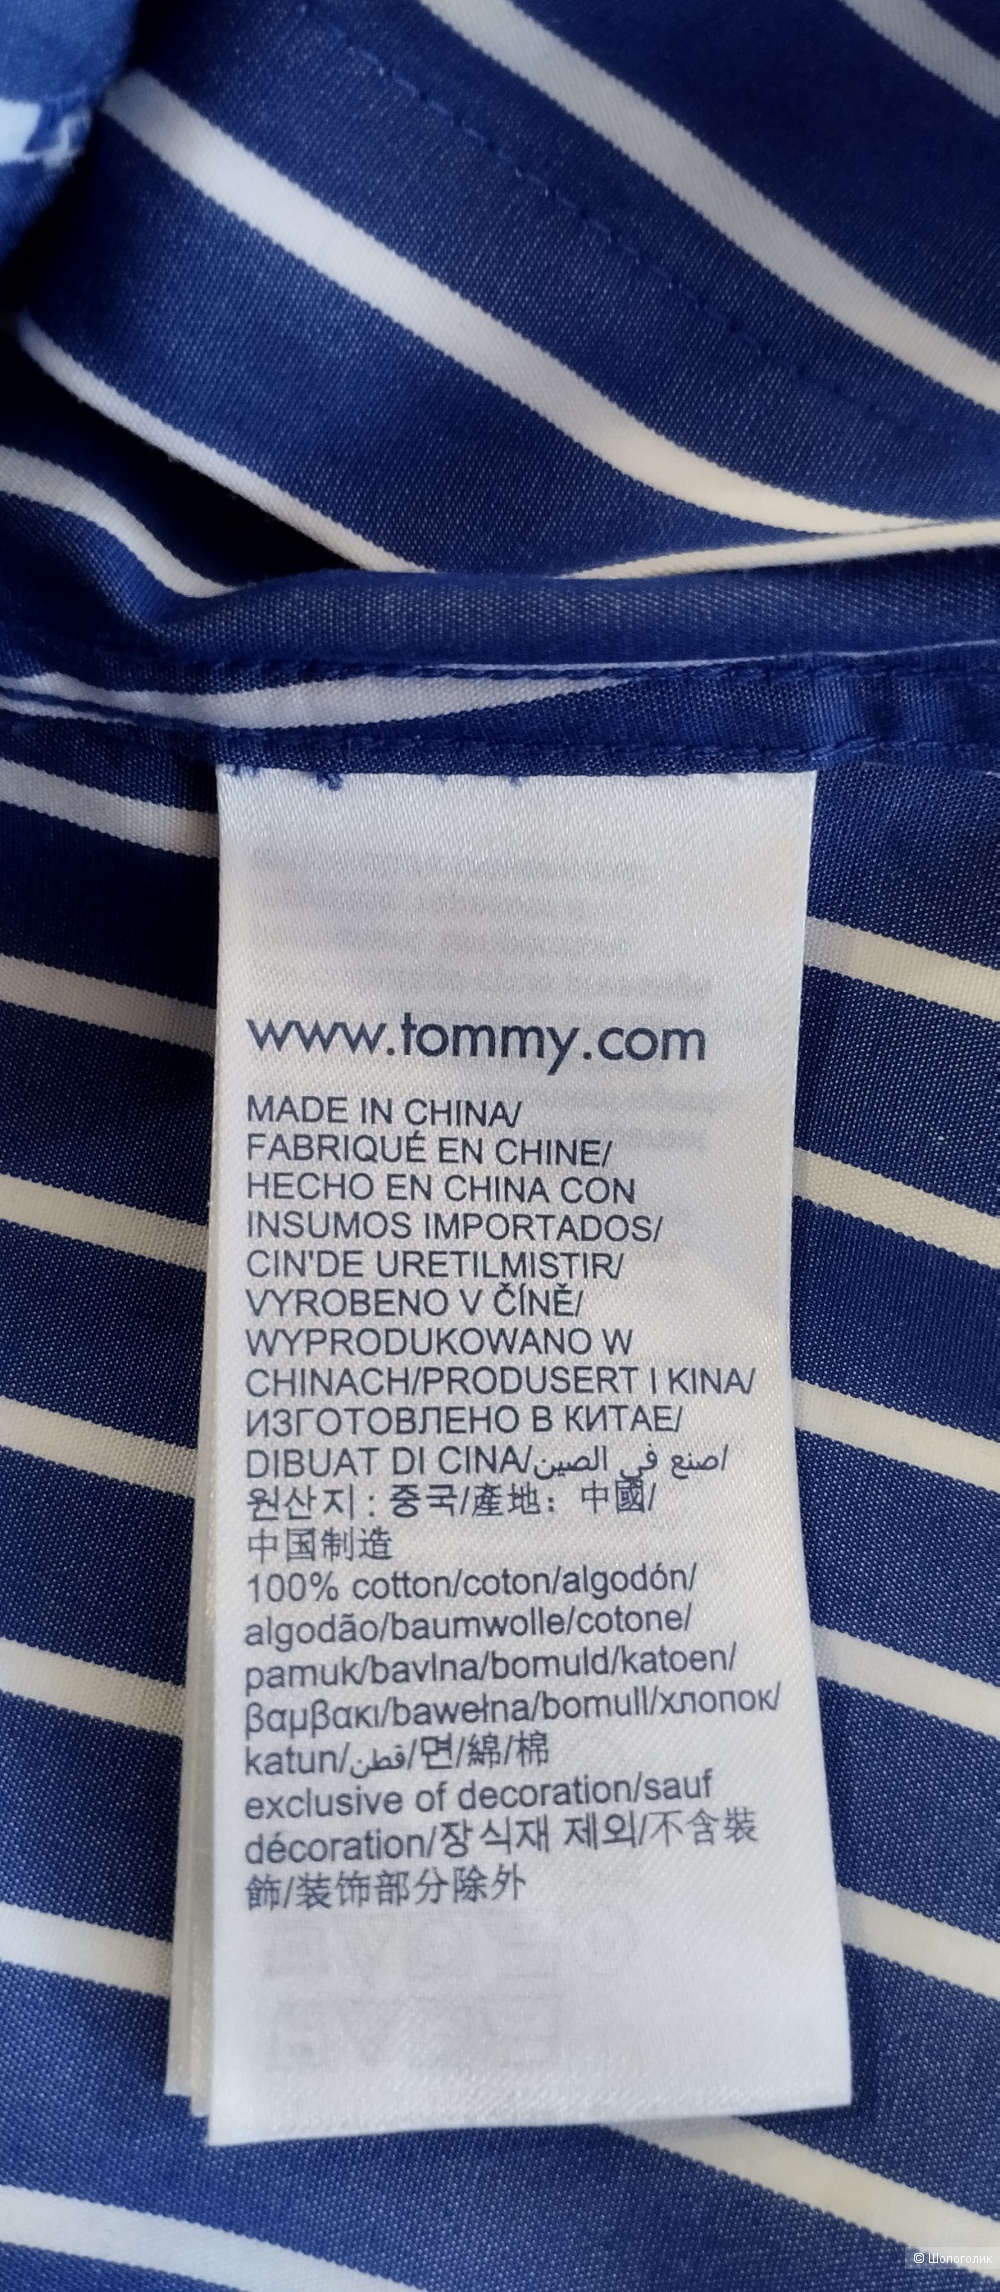 www.tommy.com
MADE IN CHINA/
FABRIQUÉ EN CHINE/
HECHO EN CHINA CON
INSUMOS IMPORTADOS/
CIN'DE URETILMISTIR/
VYROBENO V ČÍNĚ/
WYPRODUKOWANO W
CHINACH/PRODUSERT I KINA/
ИЗГОТОВЛЕНО В КИТАЕ/
DIBUAT DI CINA/صنع في الصين/
원산지 : 중국/產地：中國/
中国制造
100% cotton/coton/algodón/
algodão/baumwolle/cotone/
pamuk/bavlna/bomuld/katoen/
βαμβακι/bawełna/bomull/хлопок/
katun/قطن/면/綿/棉
exclusive of decoration/sauf
décoration/장식재 제외/不含裝
飾/装饰部分除外
© Шопоголик